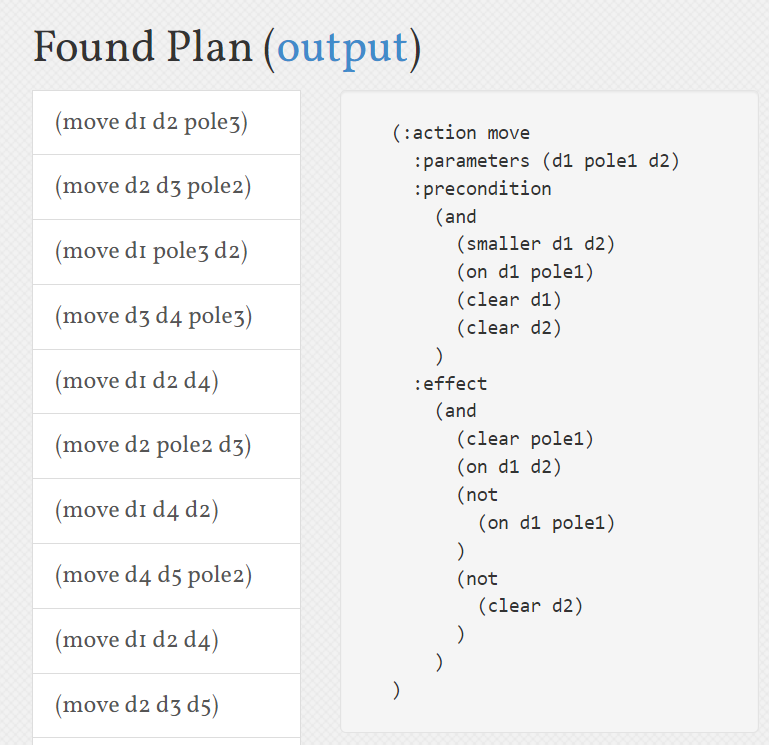 Found Plan (output)
(move d1 d2 pole3)
(move d2 d3 pole2)
(move d1 pole3 d2)
(move d3 d4 pole3)
(move d1 d2 d4)
(move d2 pole2 d3)
(move d1 d4 d2)
(move d4 d5 pole2)
(move d1 d2 d4)
(move d2 d3 d5)
(:action move
:parameters (d1 pole1 d2)
:precondition
(and
(smaller d1 d2)
(on d1 pole1)
(clear d1)
(clear d2)
)
:effect
(and
(clear pole1)
(on d1 d2)
(not
(on d1 pole1)
)
(not
(clear d2)
)
)
)